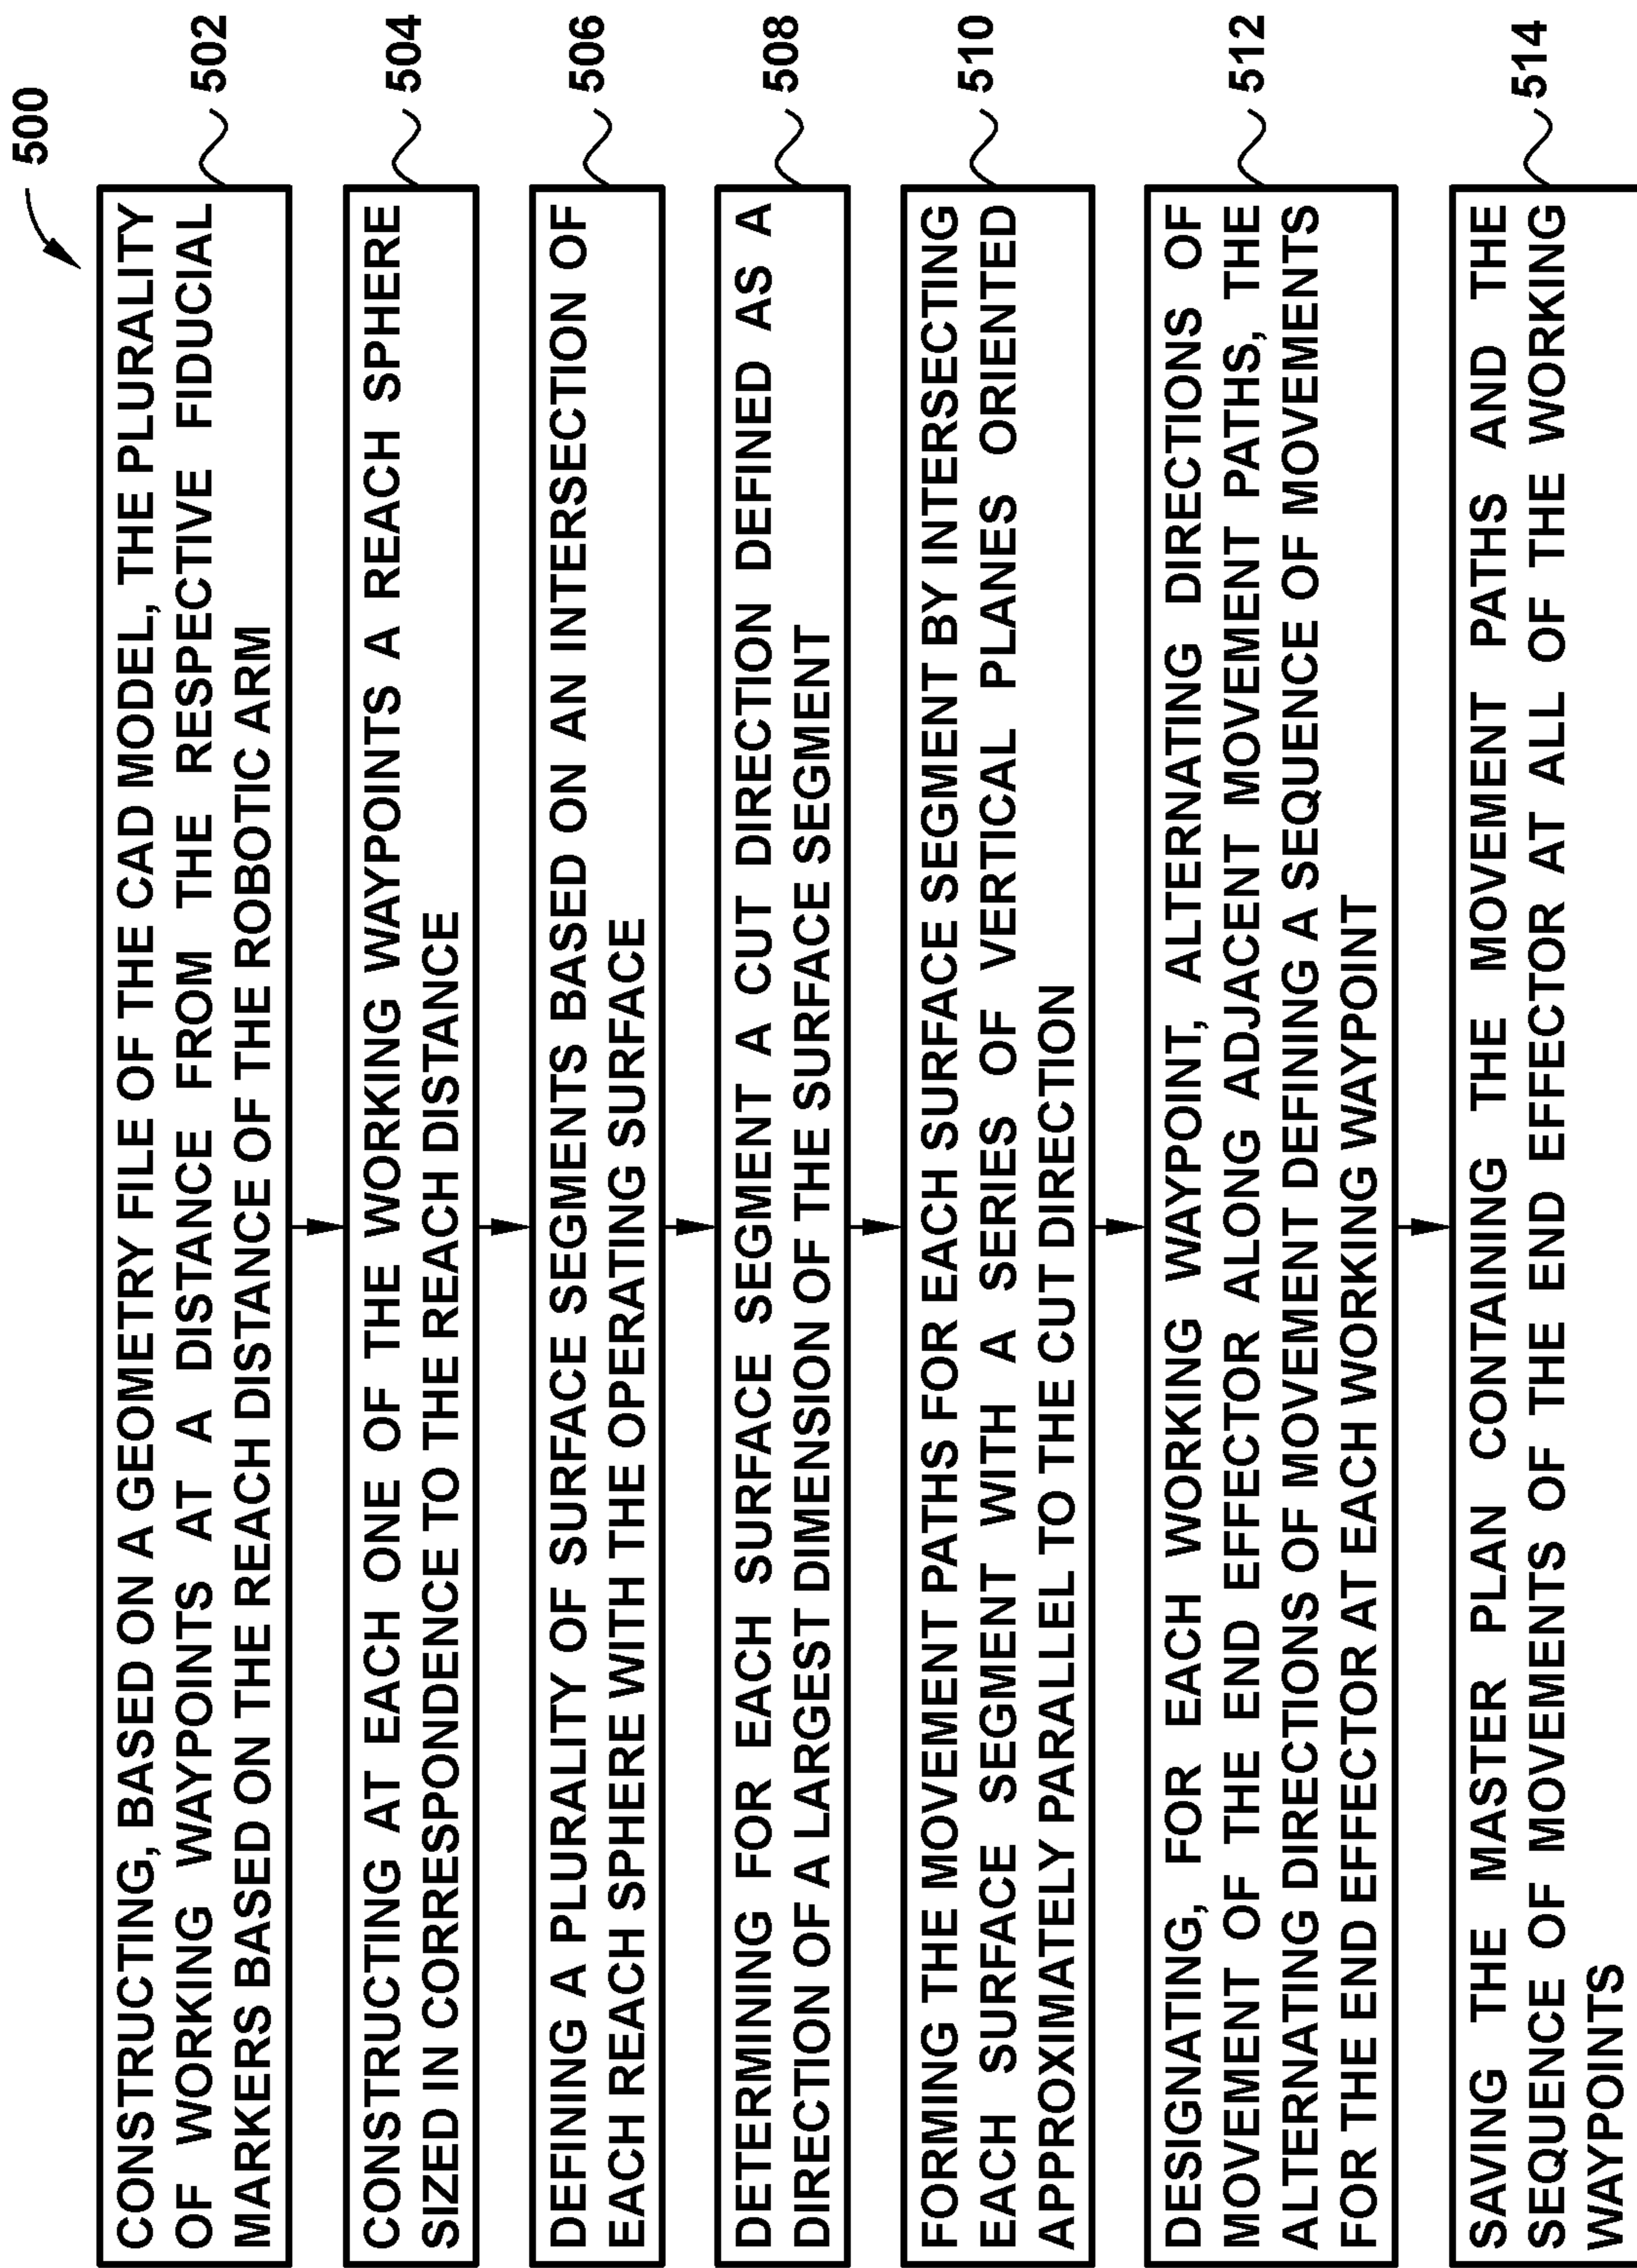 500
CONSTRUCTING, BASED ON A GEOMETRY FILE OF THE CAD MODEL, THE PLURALITY
OF WORKING WAYPOINTS AT A DISTANCE FROM THE RESPECTIVE FIDUCIAL
MARKERS BASED ON THE REACH DISTANCE OF THE ROBOTIC ARM
502
CONSTRUCTING AT EACH ONE OF THE WORKING WAYPOINTS A REACH SPHERE
SIZED IN CORRESPONDENCE TO THE REACH DISTANCE
504
DEFINING A PLURALITY OF SURFACE SEGMENTS BASED ON AN INTERSECTION OF
EACH REACH SPHERE WITH THE OPERATING SURFACE
506
DETERMINING FOR EACH SURFACE SEGMENT A CUT DIRECTION DEFINED AS A
DIRECTION OF A LARGEST DIMENSION OF THE SURFACE SEGMENT
508
FORMING THE MOVEMENT PATHS FOR EACH SURFACE SEGMENT BY INTERSECTING
EACH SURFACE SEGMENT WITH A SERIES OF VERTICAL PLANES ORIENTED
APPROXIMATELY PARALLEL TO THE CUT DIRECTION
510
DESIGNATING, FOR EACH WORKING WAYPOINT, ALTERNATING DIRECTIONS OF
MOVEMENT OF THE END EFFECTOR ALONG ADJACENT MOVEMENT PATHS, THE
ALTERNATING DIRECTIONS OF MOVEMENT DEFINING A SEQUENCE OF MOVEMENTS
FOR THE END EFFECTOR AT EACH WORKING WAYPOINT
512
SAVING THE MASTER PLAN CONTAINING THE MOVEMENT PATHS AND THE
SEQUENCE OF MOVEMENTS OF THE END EFFECTOR AT ALL OF THE WORKING
WAYPOINTS
514